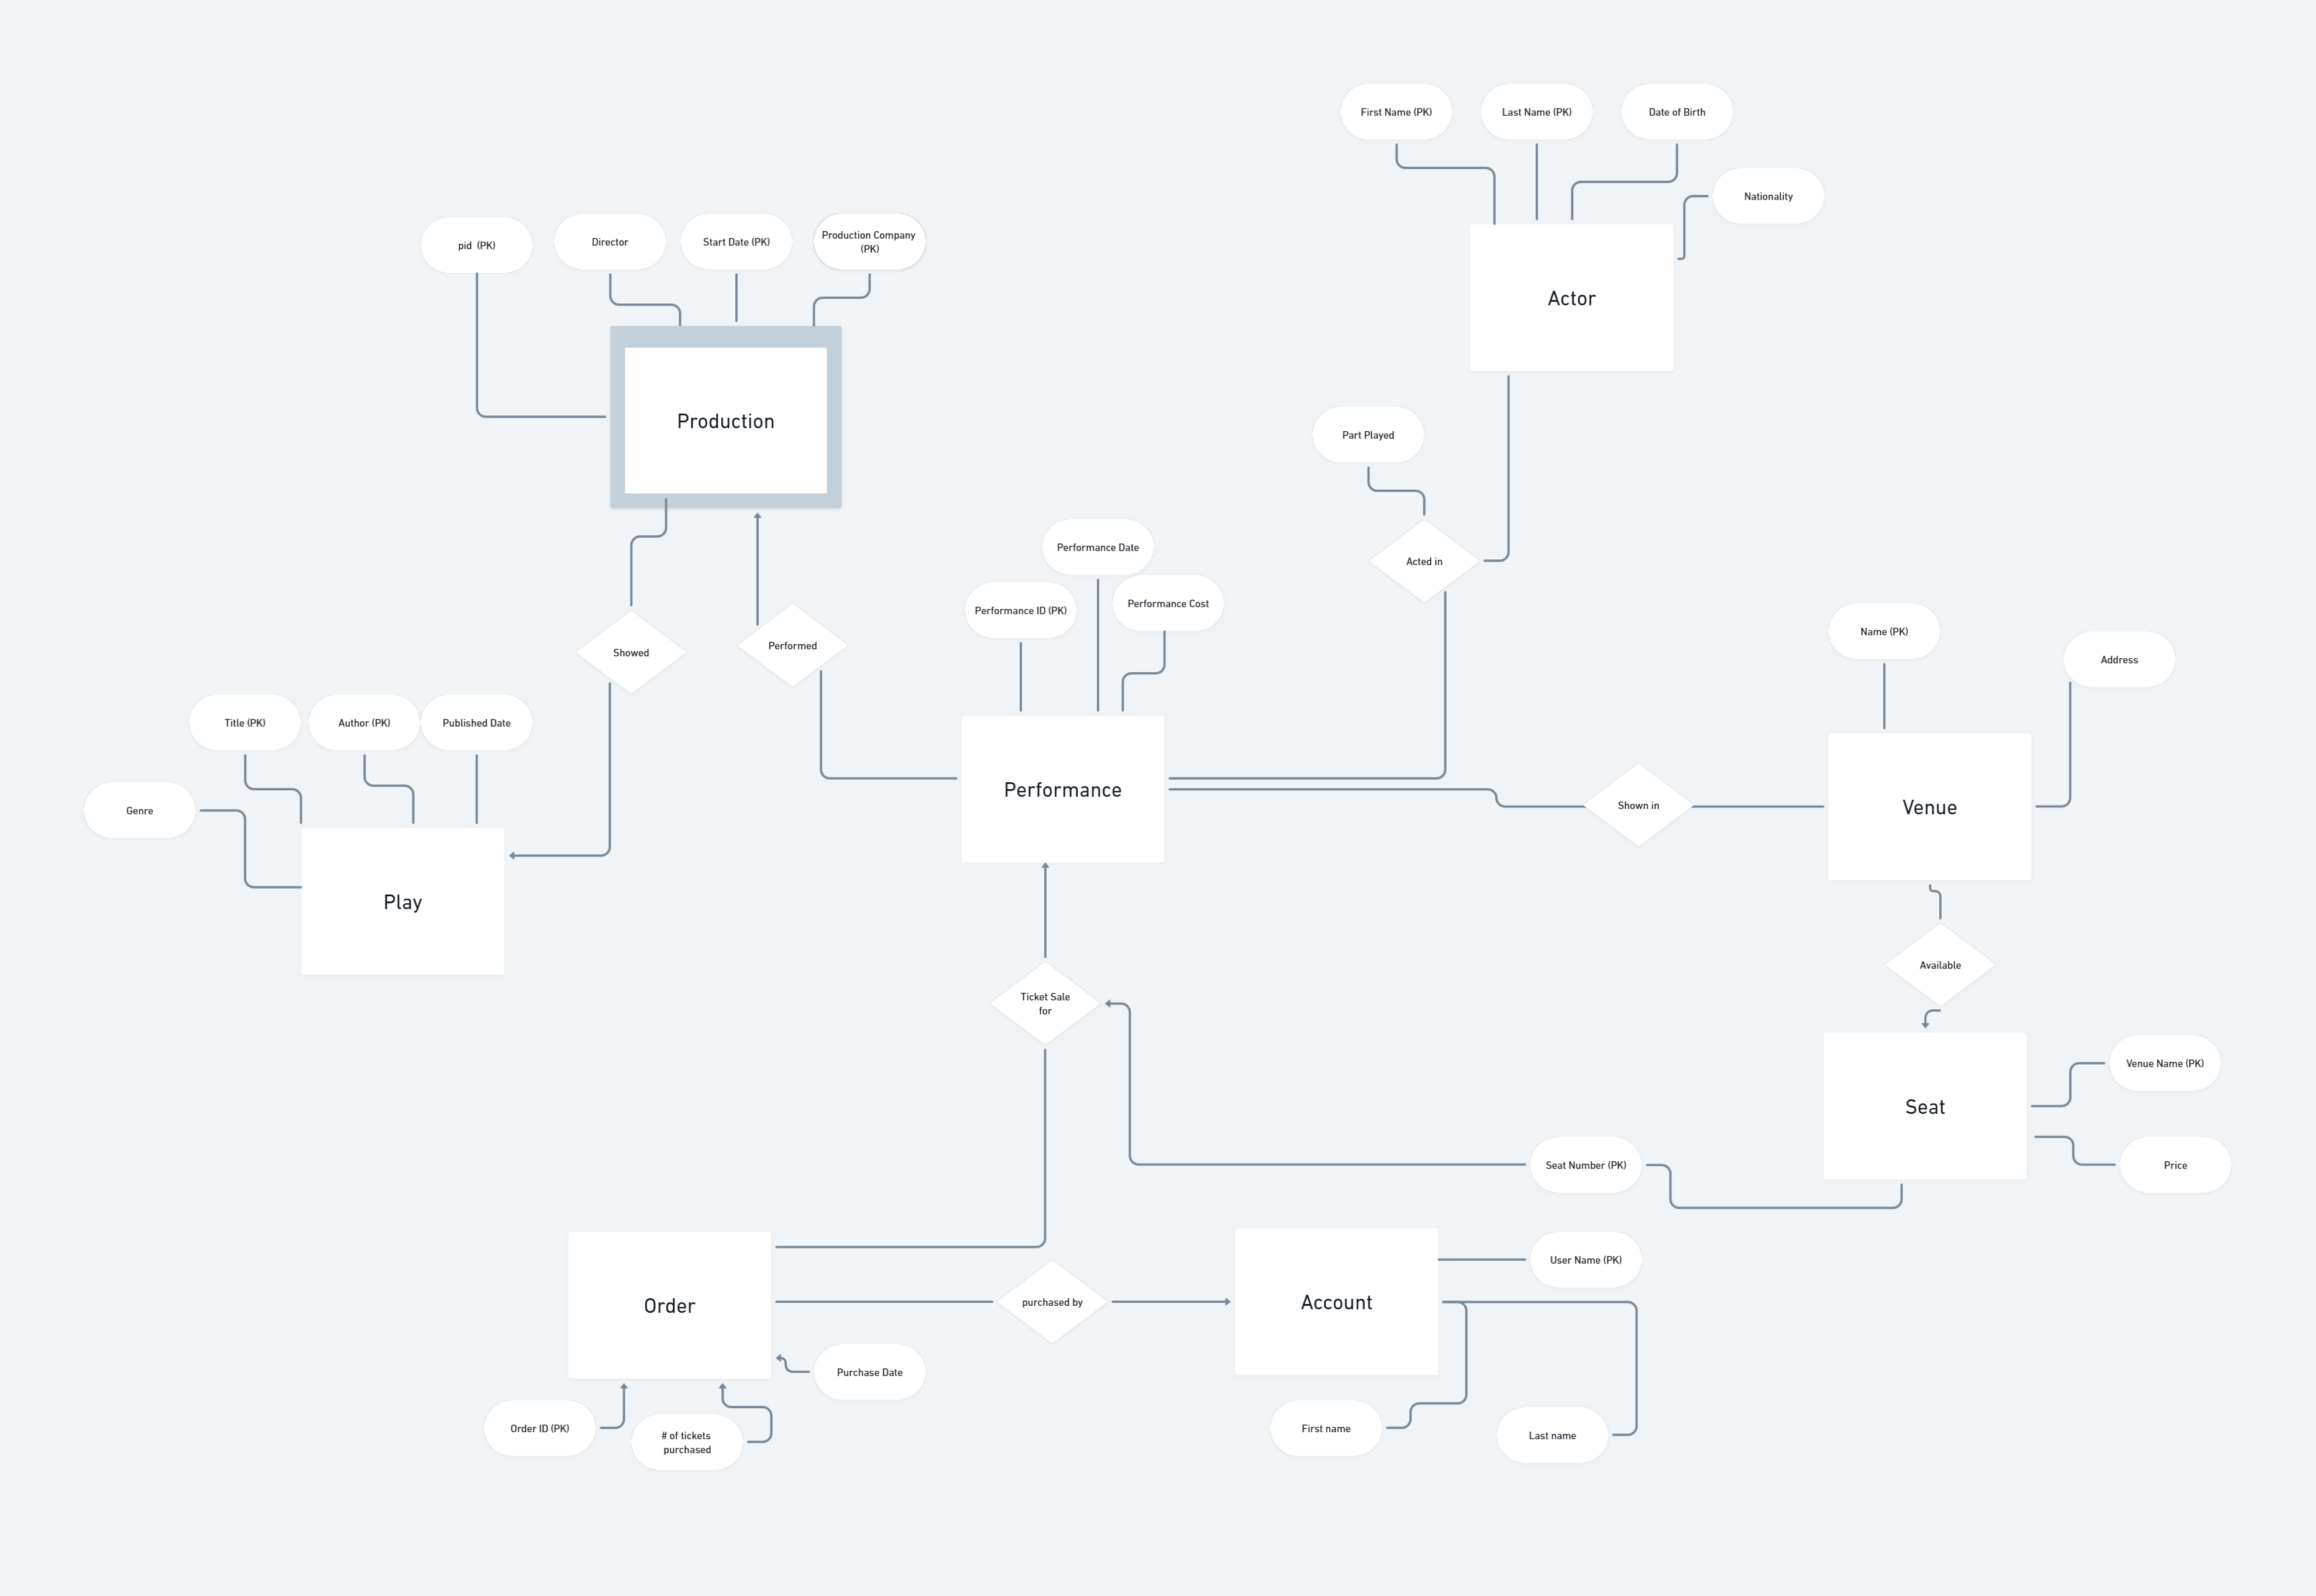 First Name (PK)
Last Name (PK)
Date of Birth
Nationality
Actor
pid (PK)
Director
Start Date (PK)
Production Company
(PK)
Production
Part Played
Acted in
Performance Date
Performance ID (PK)
Performance Cost
Performed
Showed
Name (PK)
Address
Title (PK)
Author (PK)
Published Date
Genre
Play
Performance
Shown in
Venue
Available
Ticket Sale
for
Seat
Venue Name (PK)
Seat Number (PK)
Price
Order
purchased by
Account
User Name (PK)
Purchase Date
Order ID (PK)
# of tickets
purchased
First name
Last name